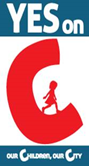 YES on
C
OUR CHILDREN, OUR CITY